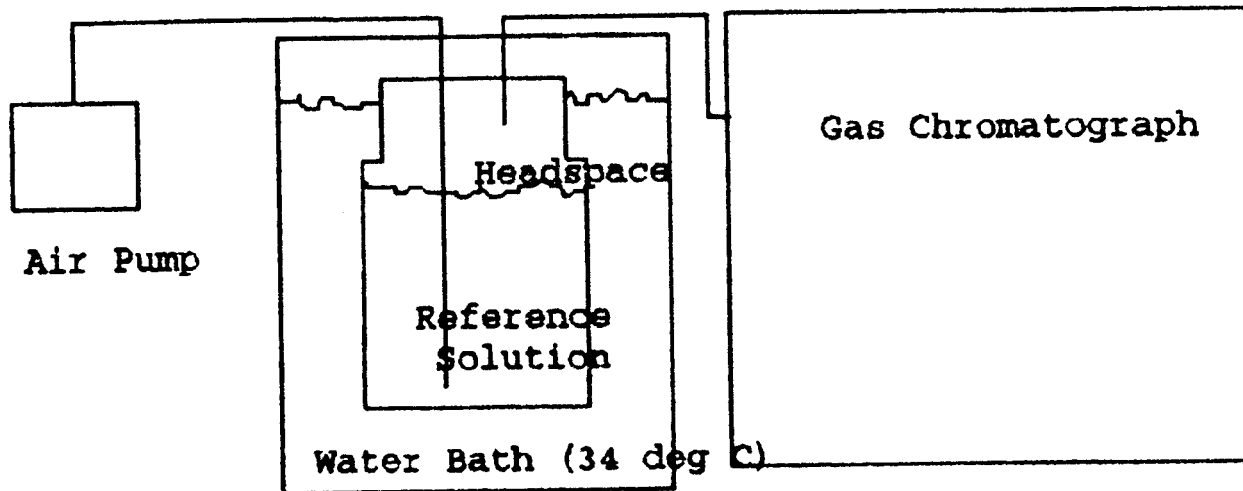 Gas Chromatograph
Headspace
Air Pump
Reference
Solution
Water Bath (34 deg C)